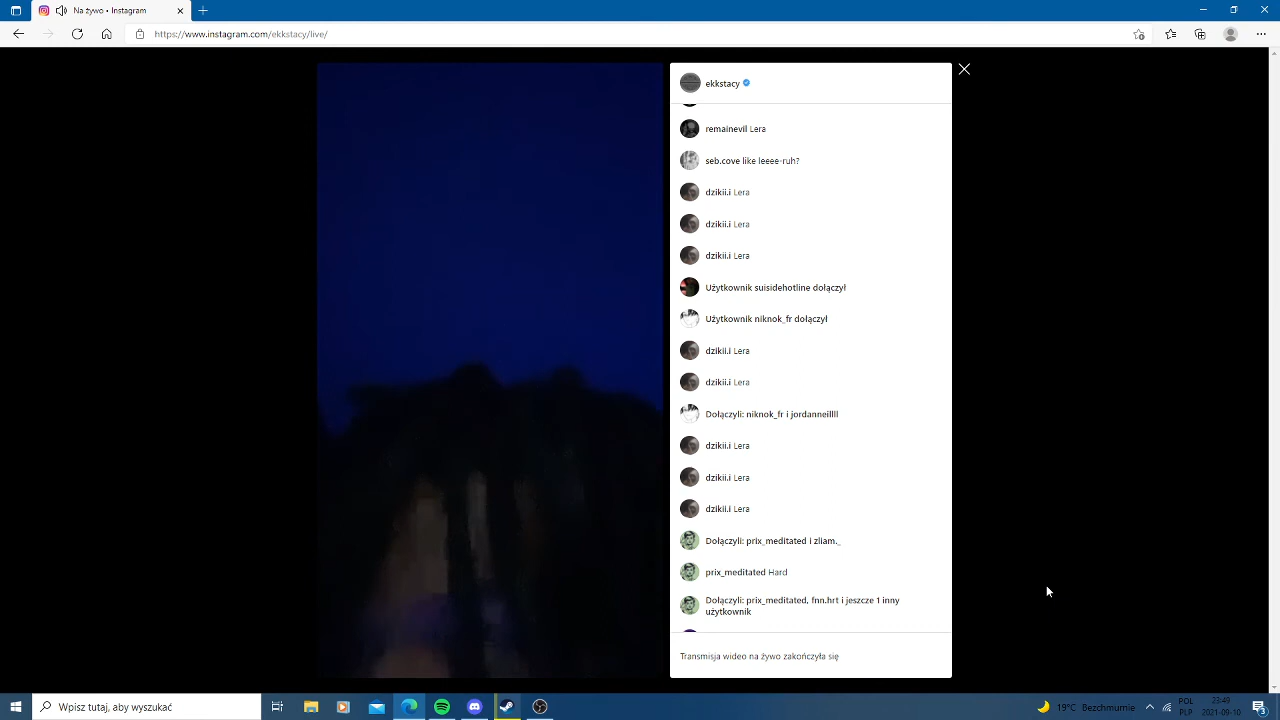 Na żywo • Instagram
https://www.instagram.com/ekkstacy/live/
ekkstacy
remainevil Lera
seb.cove like leeee-ruh?
dzikii.i Lera
dzikii.i Lera
dzikii.i Lera
Użytkownik suisidehotline dołączył
Użytkownik niknok_fr dołączył
dzikii.i Lera
dzikii.i Lera
Dołączyli: niknok_fr i jordanneillll
dzikii.i Lera
dzikii.i Lera
dzikii.i Lera
Dołączyli: prix_meditated i zliam._
prix_meditated Hard
Dołączyli: prix_meditated, fnn.hrt i jeszcze 1 inny
użytkownik
Transmisja wideo na żywo zakończyła się
Wpisz tutaj, aby wyszukać
19°C Bezchmurnie
POL
PLP
23:49
2021-09-10
3